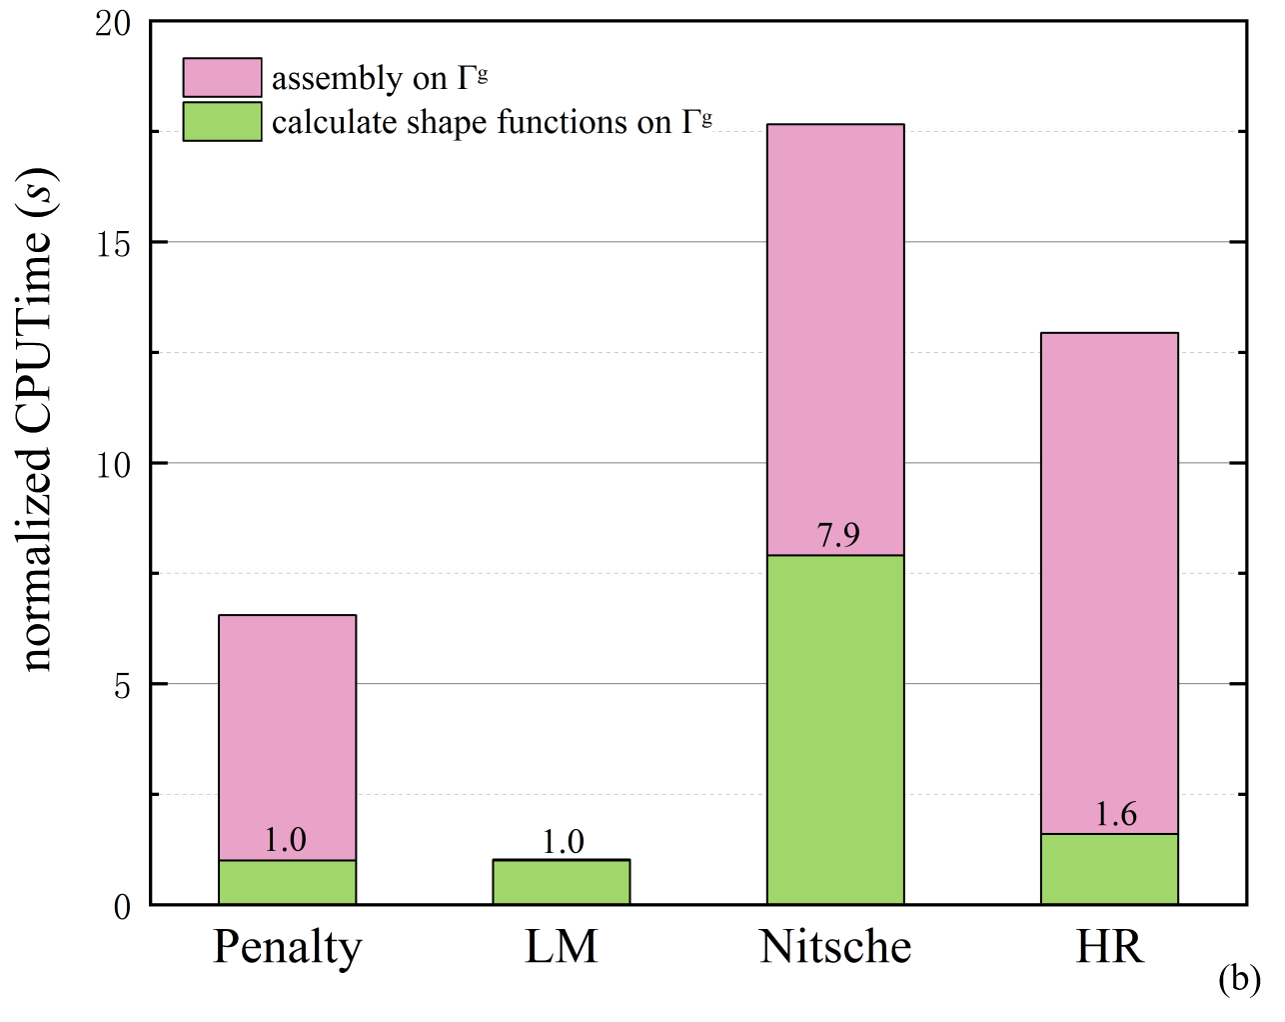 normalized CPUTime (s)
20
15
10
5
0
assembly on Γᵍ
calculate shape functions on Γᵍ
1.0
1.0
7.9
1.6
Penalty
LM
Nitsche
HR
(b)